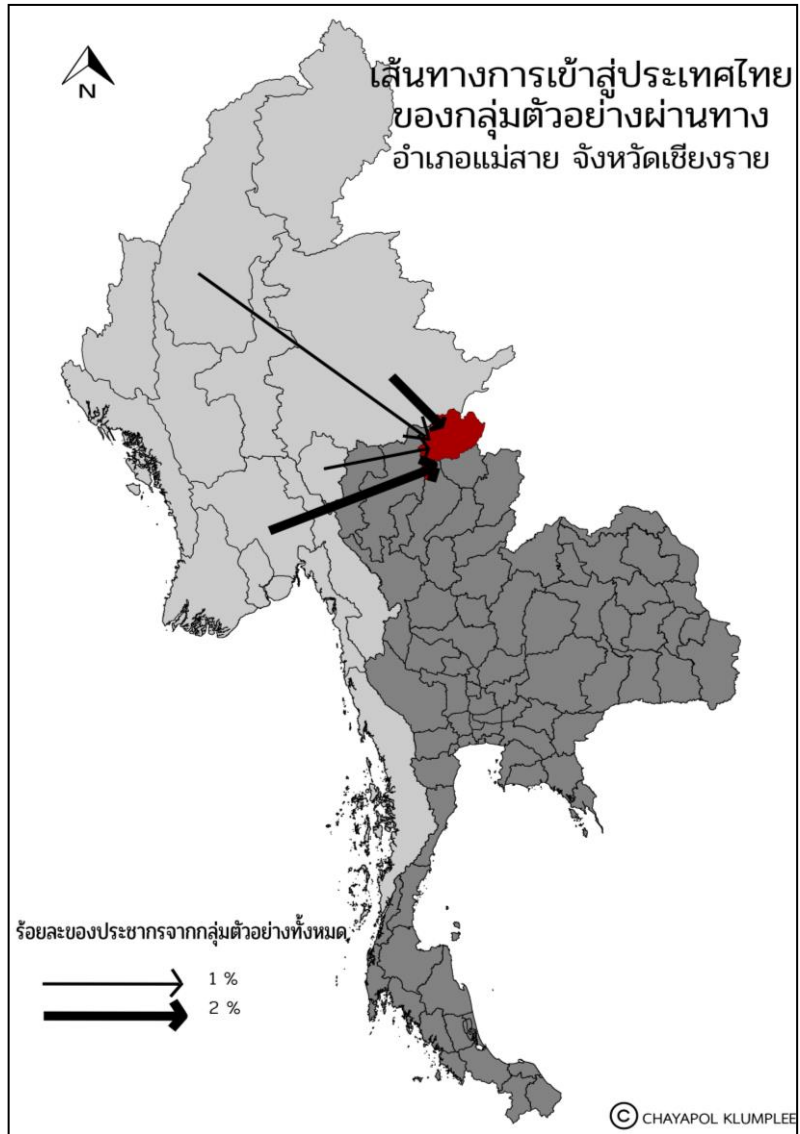 N
เส้นทางการเข้าสู่ประเทศไทย
ของกลุ่มตัวอย่างผ่านทาง
อำเภอแม่สาย จังหวัดเชียงราย
ร้อยละของประชากรจากกลุ่มตัวอย่างทั้งหมด
1 %
2 %
© CHAYAPOL KLUMPLEE